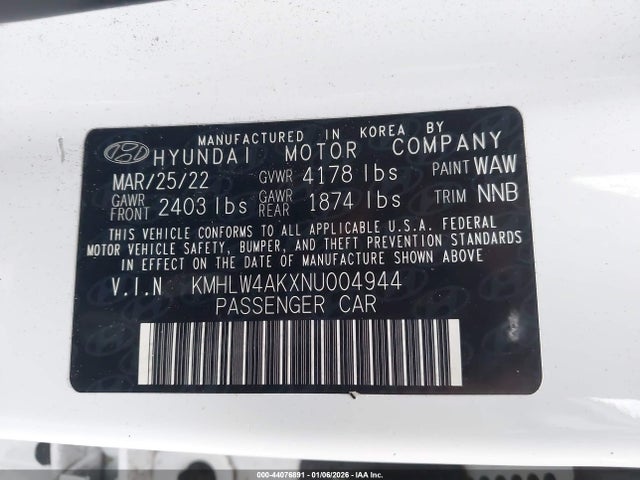 MANUFACTURED IN KOREA BY
HYUNDAI MOTOR COMPANY
MAR/25/22 GVWR 4178 lbs PAINT WAW
GAWR FRONT 2403 lbs GAWR REAR 1874 lbs TRIM NNB
THIS VEHICLE CONFORMS TO ALL APPLICABLE U.S.A. FEDERAL
MOTOR VEHICLE SAFETY, BUMPER, AND THEFT PREVENTION STANDARDS
IN EFFECT ON THE DATE OF MANUFACTURE SHOWN ABOVE
V.I.N KMHLW4AKXNU004944
PASSENGER CAR
000-44076891 - 01/06/2026 - IAA Inc.